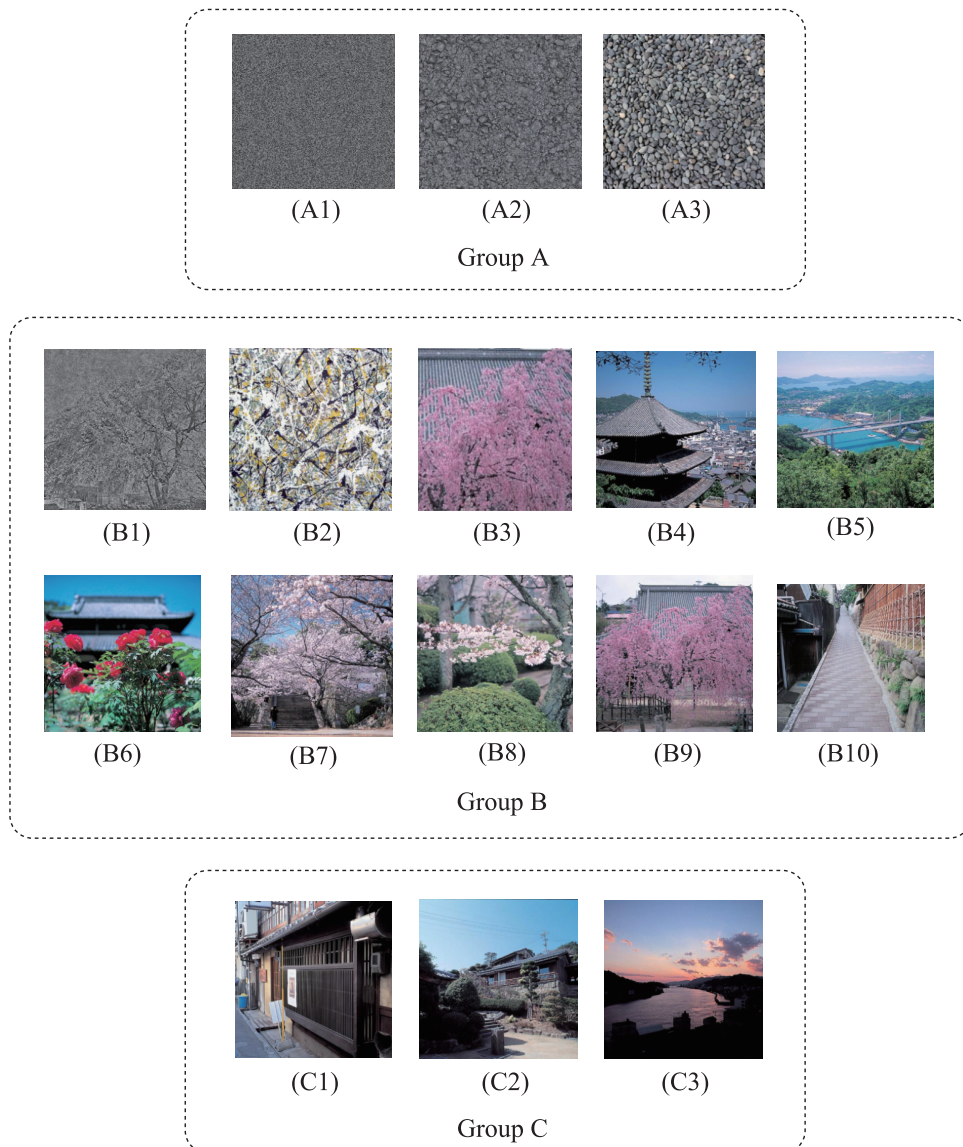 (A1) (A2) (A3)
Group A
(B1) (B2) (B3) (B4) (B5)
(B6) (B7) (B8) (B9) (B10)
Group B
(C1) (C2) (C3)
Group C